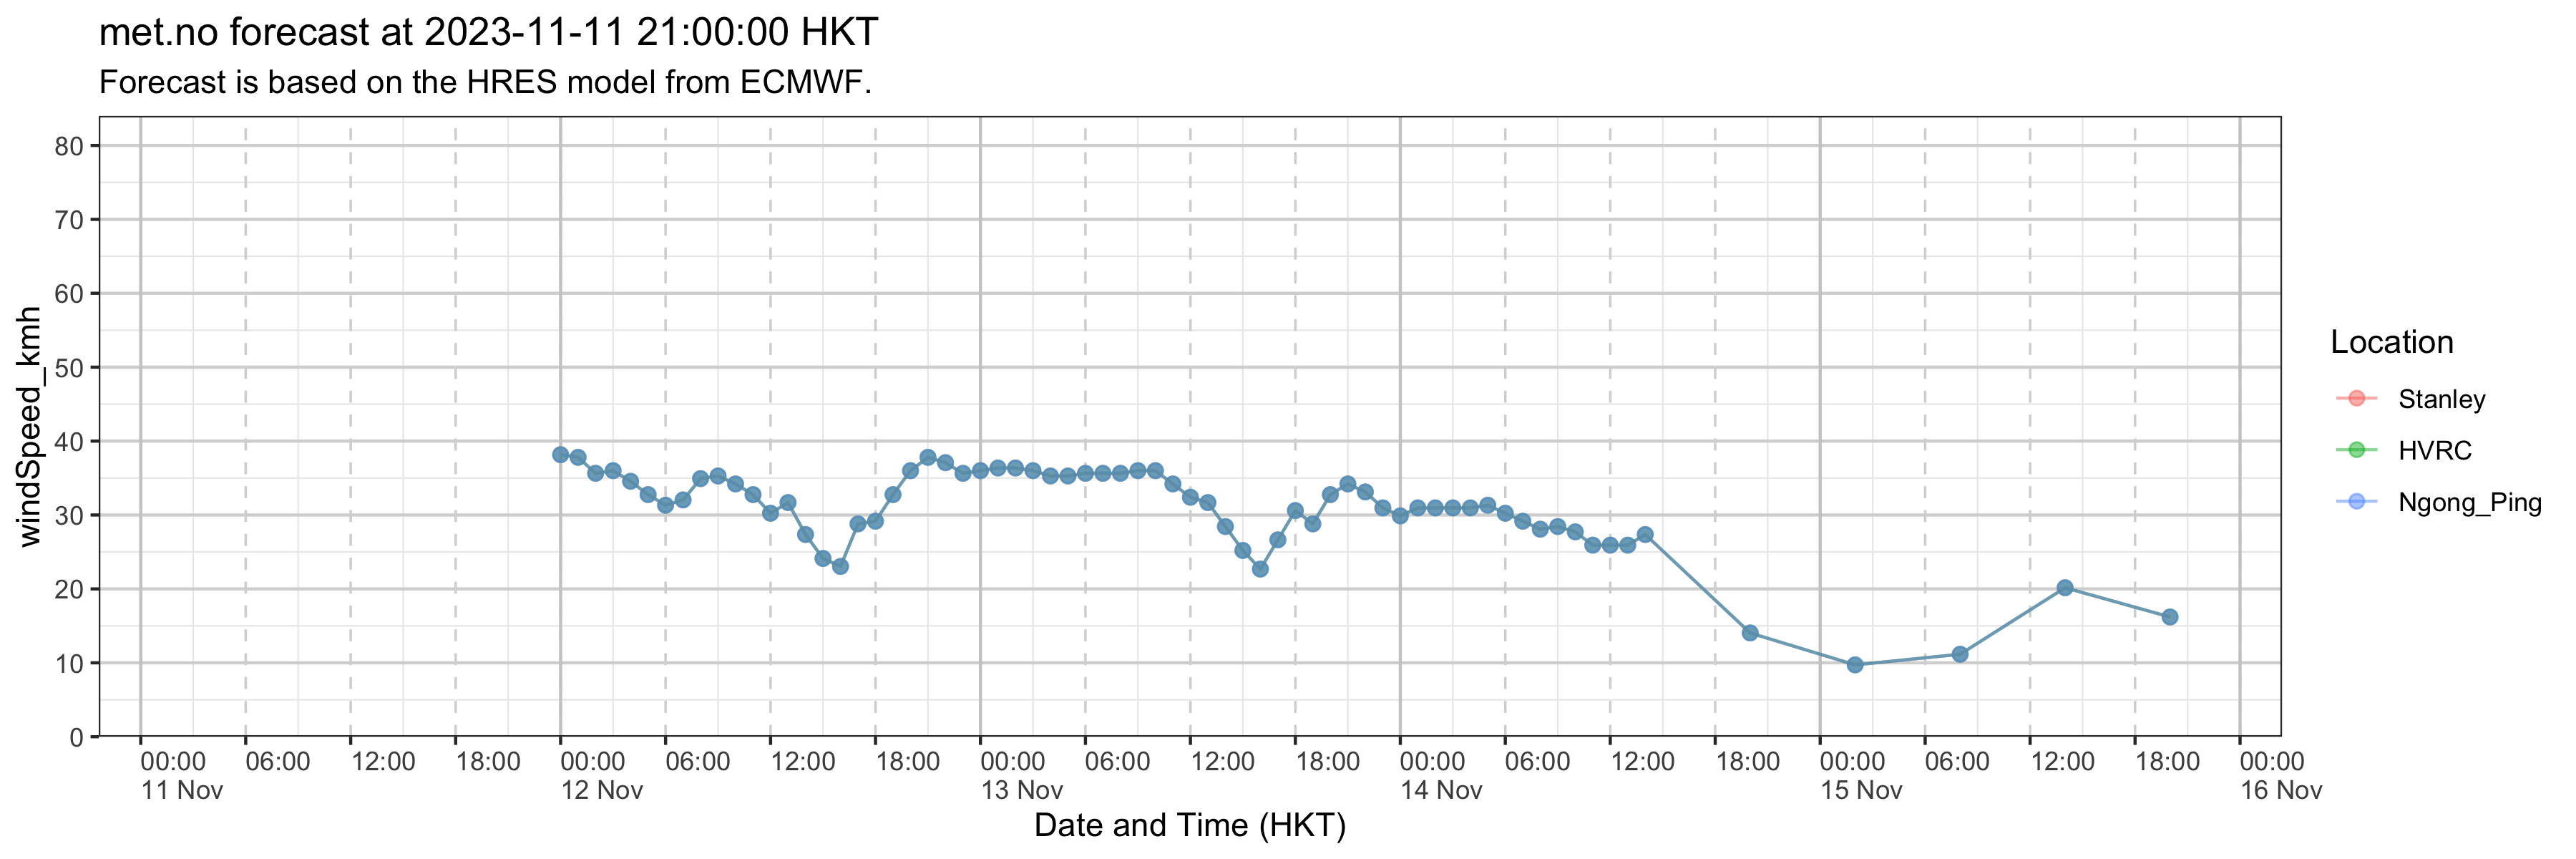 met.no forecast at 2023-11-11 21:00:00 HKT
Forecast is based on the HRES model from ECMWF.
80
70
60
50
40
30
20
10
0
windSpeed_kmh
00:00 06:00 12:00 18:00 00:00 06:00 12:00 18:00 00:00 06:00 12:00 18:00 00:00 06:00 12:00 18:00 00:00 06:00 12:00 18:00 00:00
11 Nov 12 Nov 13 Nov 14 Nov 15 Nov 16 Nov
Date and Time (HKT)
Location
Stanley
HVRC
Ngong_Ping